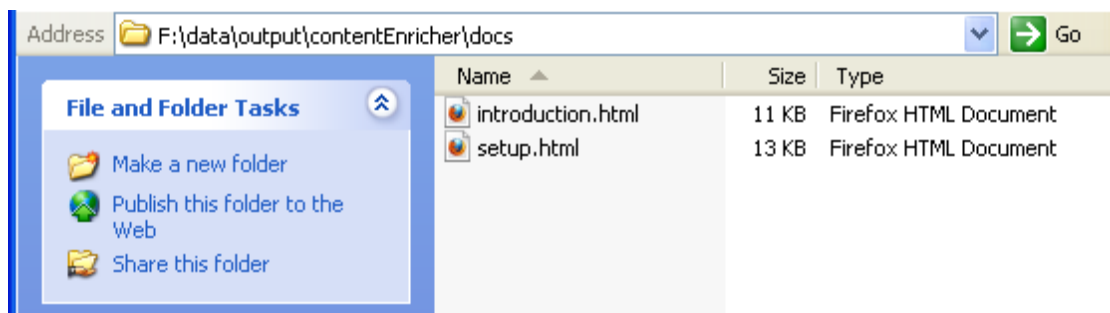 Address F:\data\output\contentEnricher\docs Go
File and Folder Tasks
Make a new folder
Publish this folder to the
Web
Share this folder
Name Size Type
introduction.html 11 KB Firefox HTML Document
setup.html 13 KB Firefox HTML Document